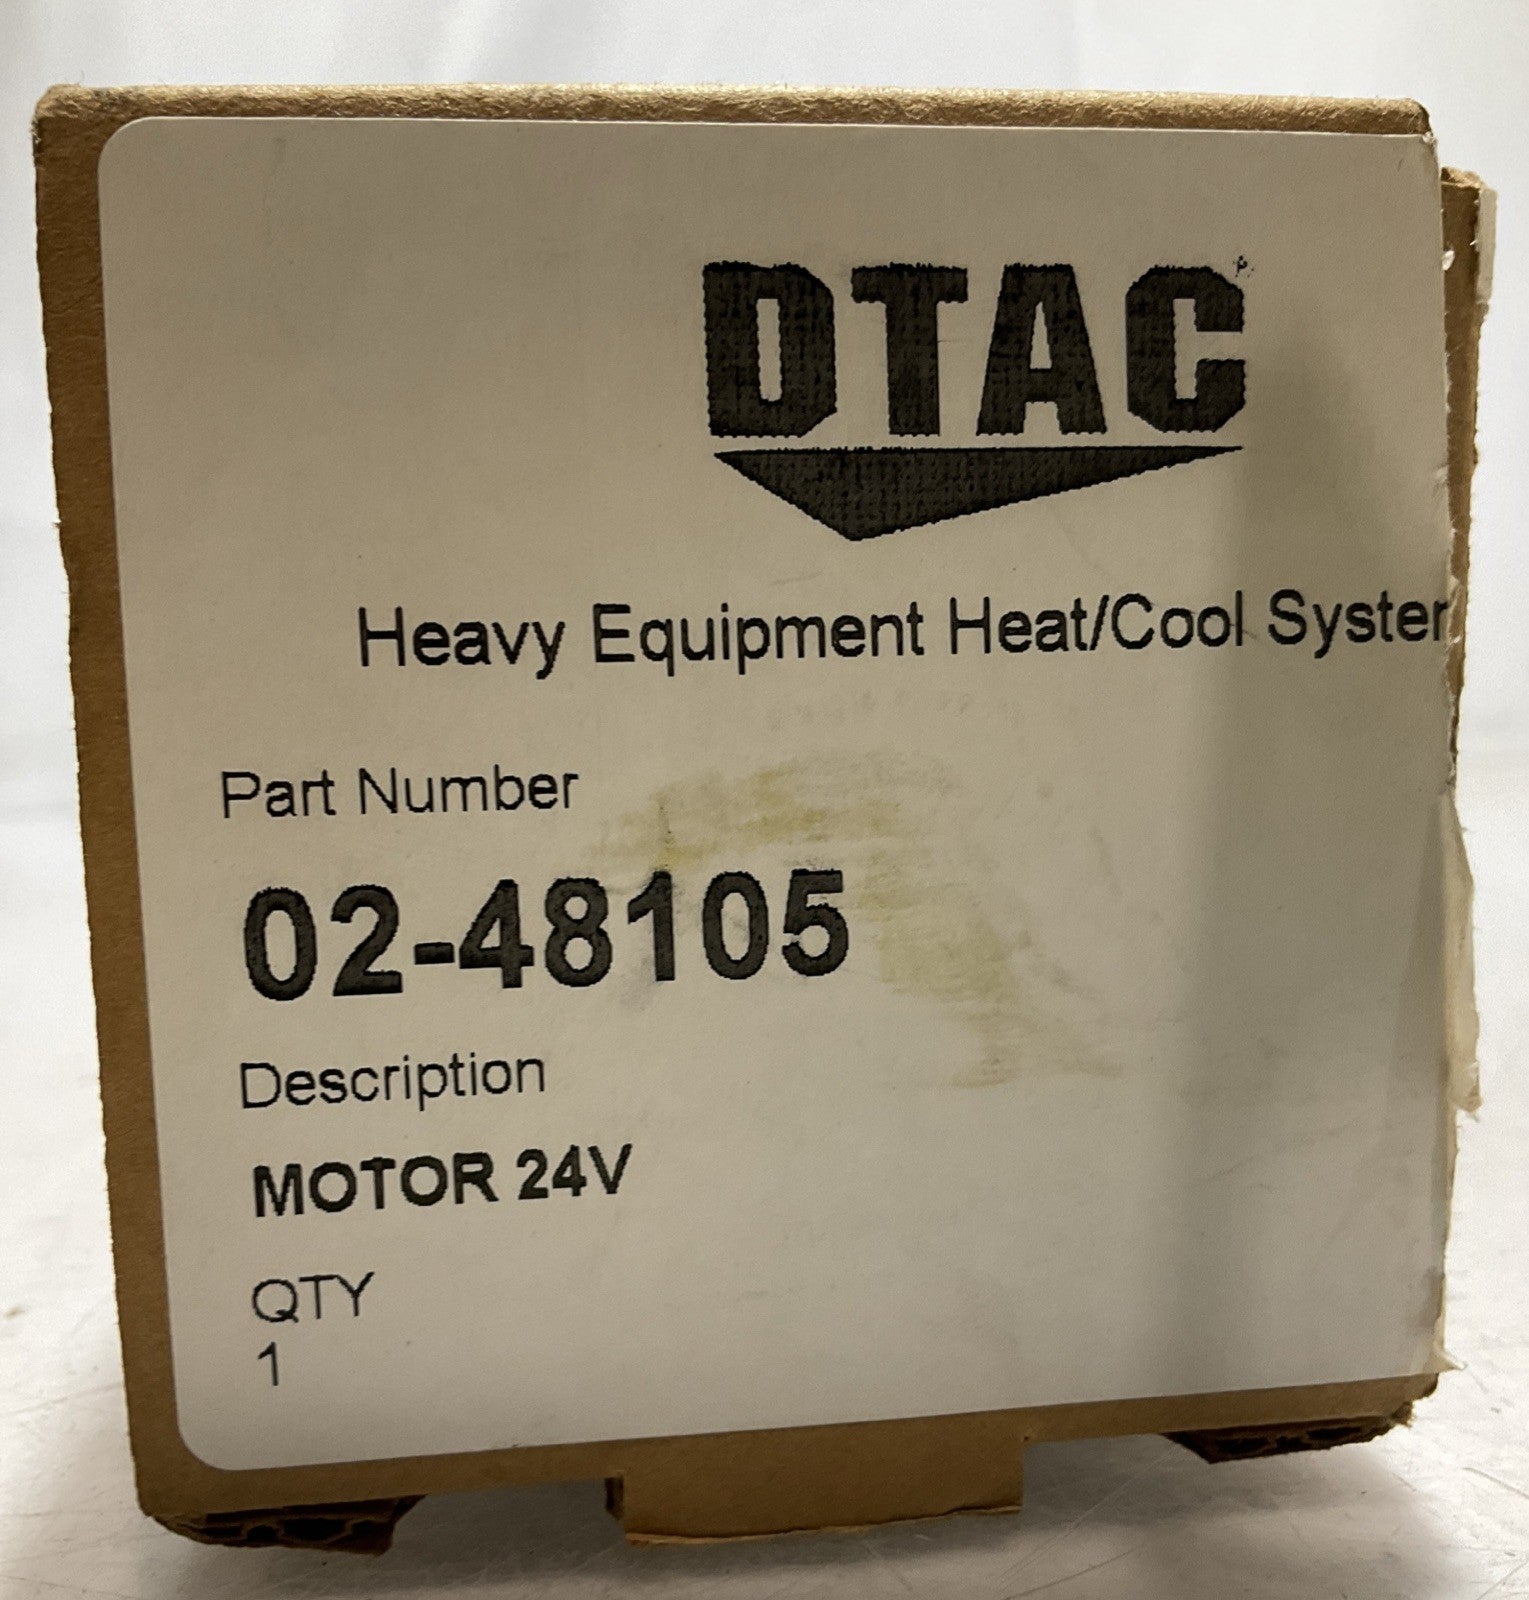 DTAC
Heavy Equipment Heat/Cool Syster
Part Number
02-48105
Description
MOTOR 24V
QTY
1